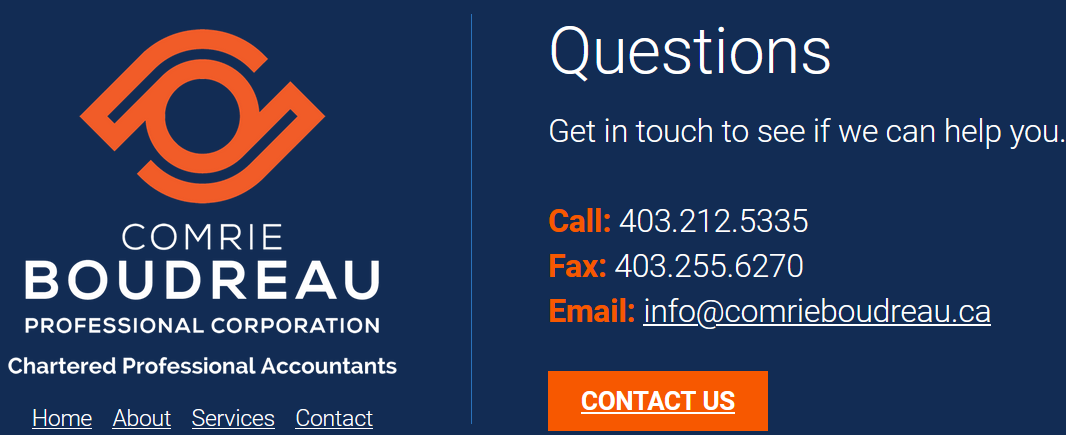 COMRIE
BOUDREAU
PROFESSIONAL CORPORATION
Chartered Professional Accountants
Home About Services Contact
Questions
Get in touch to see if we can help you.
Call: 403.212.5335
Fax: 403.255.6270
Email: info@comrieboudreau.ca
CONTACT US